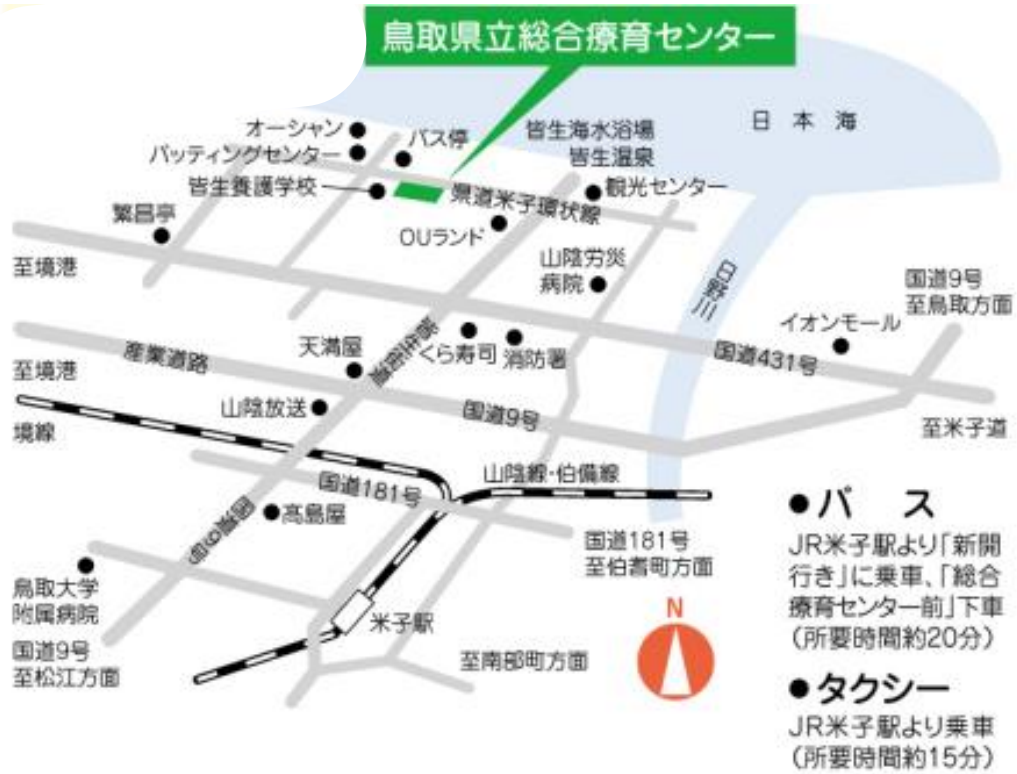 鳥取県立総合療育センター
日本海
オーシャン
バッティングセンター
バス停
皆生海水浴場
皆生温泉
皆生養護学校
観光センター
県道米子環状線
繁昌亭
OUランド
至境港
山陰労災
病院
日野川
国道9号
至鳥取方面
イオンモール
皆生街道
くら寿司
消防署
国道431号
天満屋
産業道路
至境港
山陰放送
国道9号
至米子道
境線
山陰線・伯備線
国道181号
高島屋
国道9号
国道181号
至伯耆町方面
鳥取大学
附属病院
米子駅
国道9号
至松江方面
至南部町方面
N
●バス
JR米子駅より「新開
行き」に乗車、「総合
療育センター前」下車
(所要時間約20分)
●タクシー
JR米子駅より乗車
(所要時間約15分)